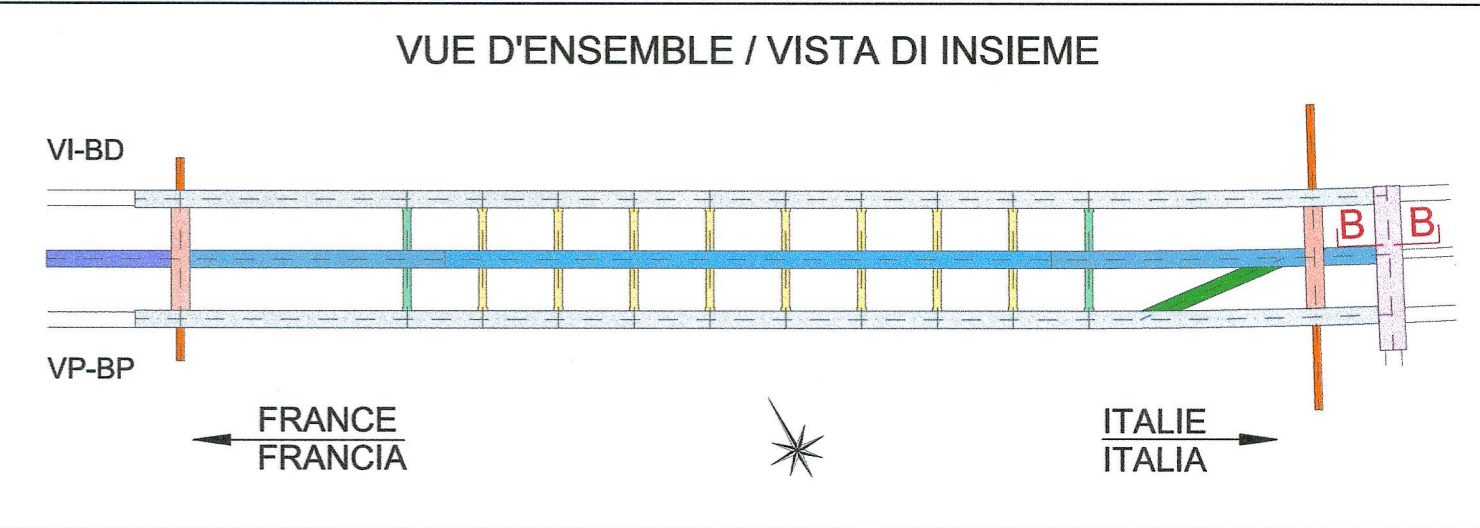 VUE D'ENSEMBLE / VISTA DI INSIEME
VI-BD
B B
VP-BP
FRANCE
FRANCIA
ITALIE
ITALIA